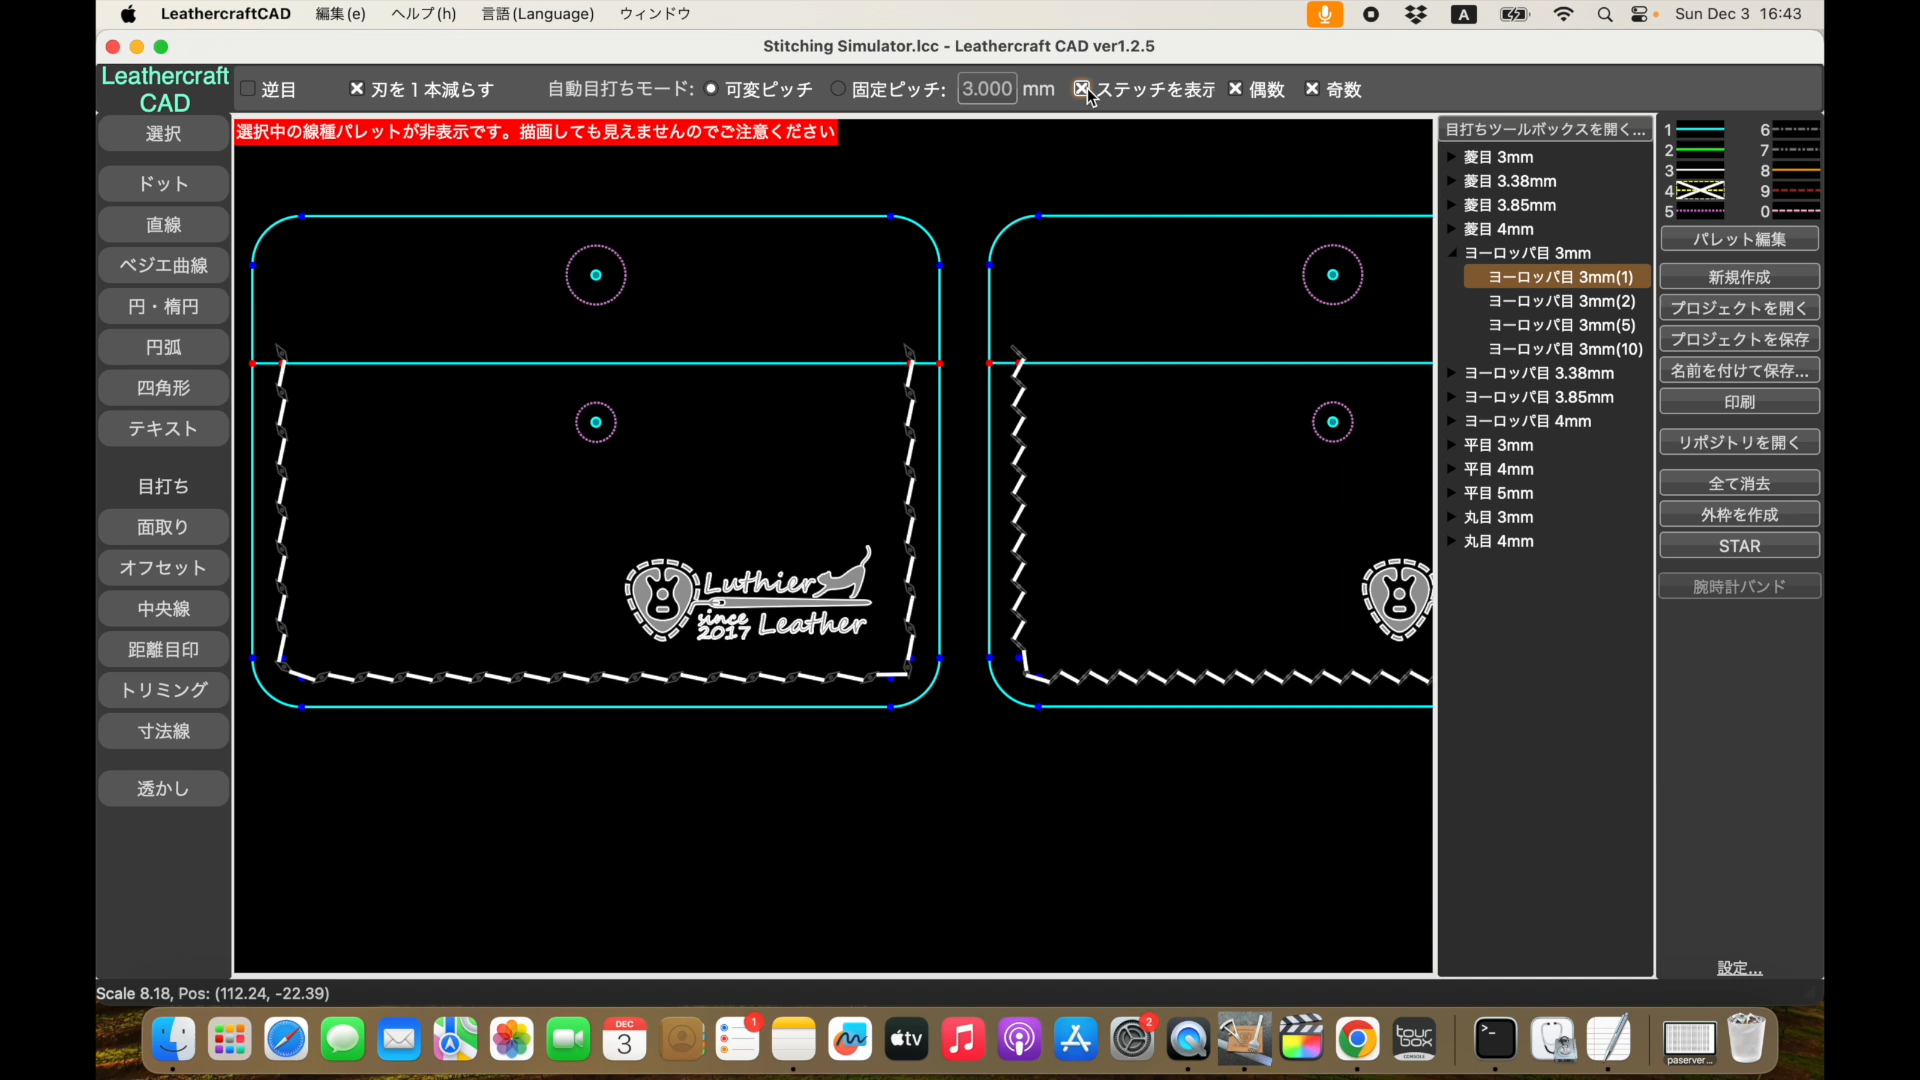 LeathercraftCAD 編集(e) ヘルプ(h) 言語(Language) ウィンドウ A Sun Dec 3 16:43
Stitching Simulator.lcc - Leathercraft CAD ver1.2.5
Leathercraft
CAD
逆目 刃を1本減らす 自動目打ちモード: 可変ピッチ 固定ピッチ: 3.000 mm ステッチを表示 偶数 奇数
選択中の線種パレットが非表示です。描画しても見えませんのでご注意ください
選択
ドット
直線
ベジエ曲線
円・楕円
円弧
四角形
テキスト
目打ち
面取り
オフセット
中央線
距離目印
トリミング
寸法線
透かし
Luthier
since
2017 Leather
目打ちツールボックスを開く...
菱目 3mm
菱目 3.38mm
菱目 3.85mm
菱目 4mm
ヨーロッパ目 3mm
ヨーロッパ目 3mm(1)
ヨーロッパ目 3mm(2)
ヨーロッパ目 3mm(5)
ヨーロッパ目 3mm(10)
ヨーロッパ目 3.38mm
ヨーロッパ目 3.85mm
ヨーロッパ目 4mm
平目 3mm
平目 4mm
平目 5mm
丸目 3mm
丸目 4mm
1 6
2 7
3 8
4 9
5 0
パレット編集
新規作成
プロジェクトを開く
プロジェクトを保存
名前を付けて保存...
印刷
リポジトリを開く
全て消去
外枠を作成
STAR
腕時計バンド
設定...
Scale 8.18, Pos: (112.24, -22.39)
DEC
3
1
tv
2
tour
box
CONSOLE
>_
paserver...